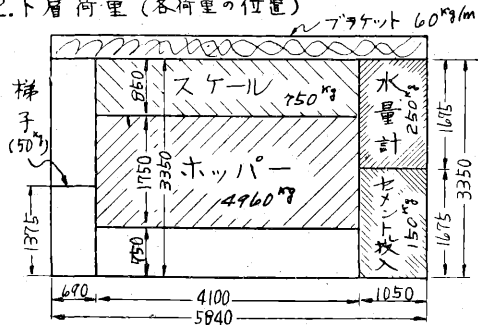 2.下層荷重(各荷重の位置)
ブラケット 60kg/m
梯子
(50kg)
スケール
750kg
ホッパー
4960kg
水量計
250kg
セメント投入
150kg
850
1750
750
3350
1375
1675
1675
3350
690
4100
1050
5840